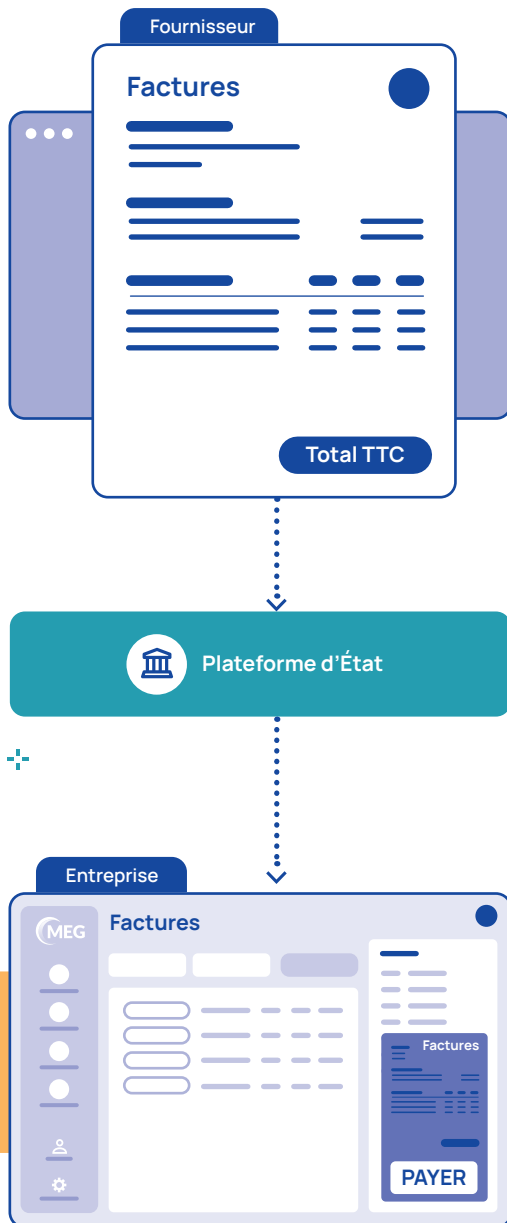 Fournisseur
Factures
Total TTC
Plateforme d'État
Entreprise
MEG
Factures
Factures
PAYER